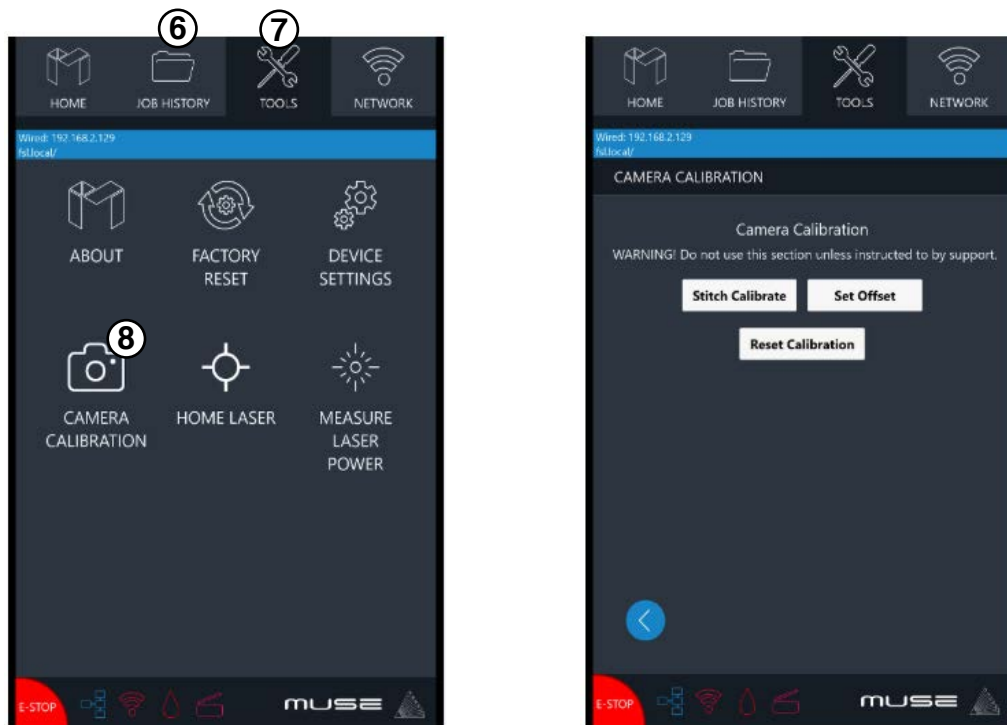 6
7
HOME
JOB HISTORY
TOOLS
NETWORK
Wired: 192.168.2.129
fsl.local/
ABOUT
FACTORY
RESET
DEVICE
SETTINGS
8
CAMERA
CALIBRATION
HOME LASER
MEASURE
LASER
POWER
E-STOP
muse
HOME
JOB HISTORY
TOOLS
NETWORK
Wired: 192.168.2.129
fsl.local/
CAMERA CALIBRATION
Camera Calibration
WARNING! Do not use this section unless instructed to by support.
Stitch Calibrate
Set Offset
Reset Calibration
E-STOP
muse